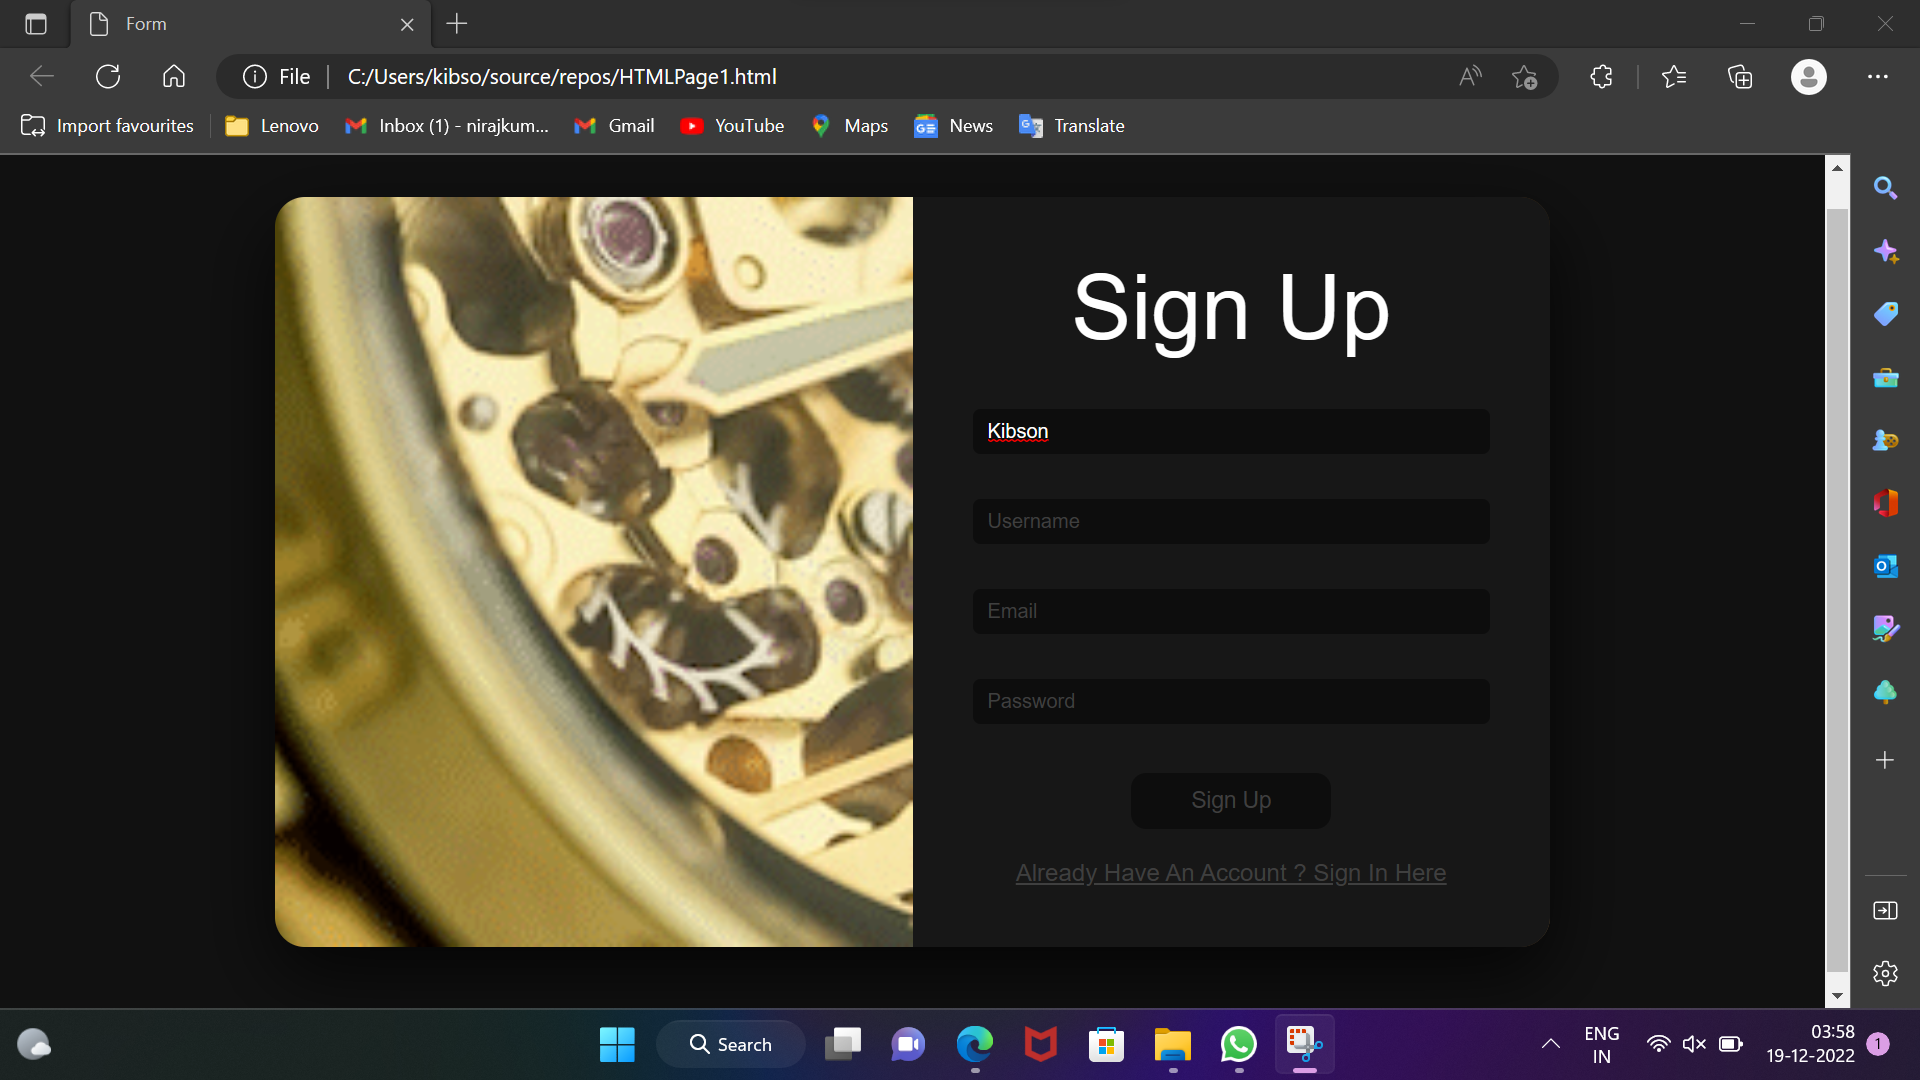 Form
File
C:/Users/kibso/source/repos/HTMLPage1.html
Import favourites
Lenovo
Inbox (1) - nirajkum...
Gmail
YouTube
Maps
News
Translate
Sign Up
Kibson
Username
Email
Password
Sign Up
Already Have An Account ? Sign In Here
Search
ENG
IN
03:58
19-12-2022
1